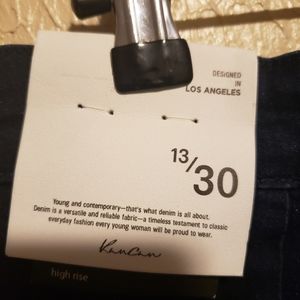 DESIGNED
IN
LOS ANGELES
13/30
Young and contemporary—that's what denim is all about.
Denim is a versatile and reliable fabric—a timeless testament to classic
everyday fashion every young woman will be proud to wear.
KanCan
high rise